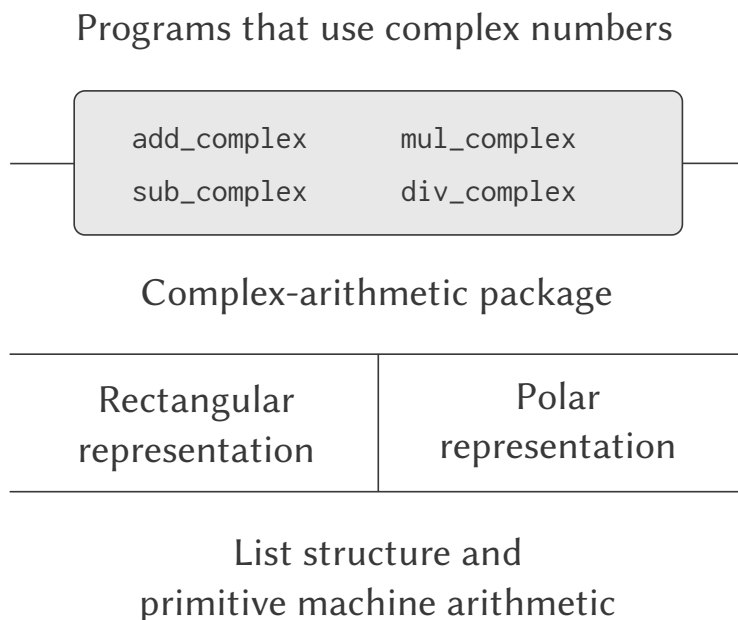 Programs that use complex numbers
add_complex mul_complex
sub_complex div_complex
Complex-arithmetic package
Rectangular
representation
Polar
representation
List structure and
primitive machine arithmetic